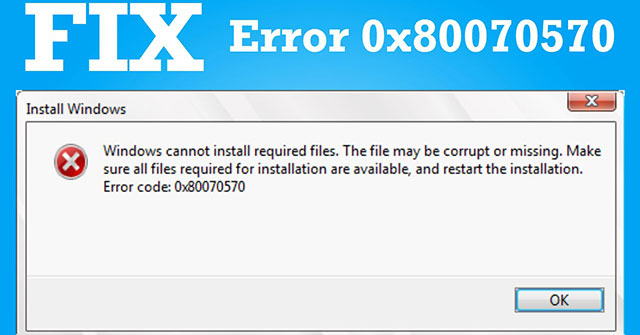 FIX Error 0x80070570
Install Windows
Windows cannot install required files. The file may be corrupt or missing. Make
sure all files required for installation are available, and restart the installation.
Error code: 0x80070570
OK